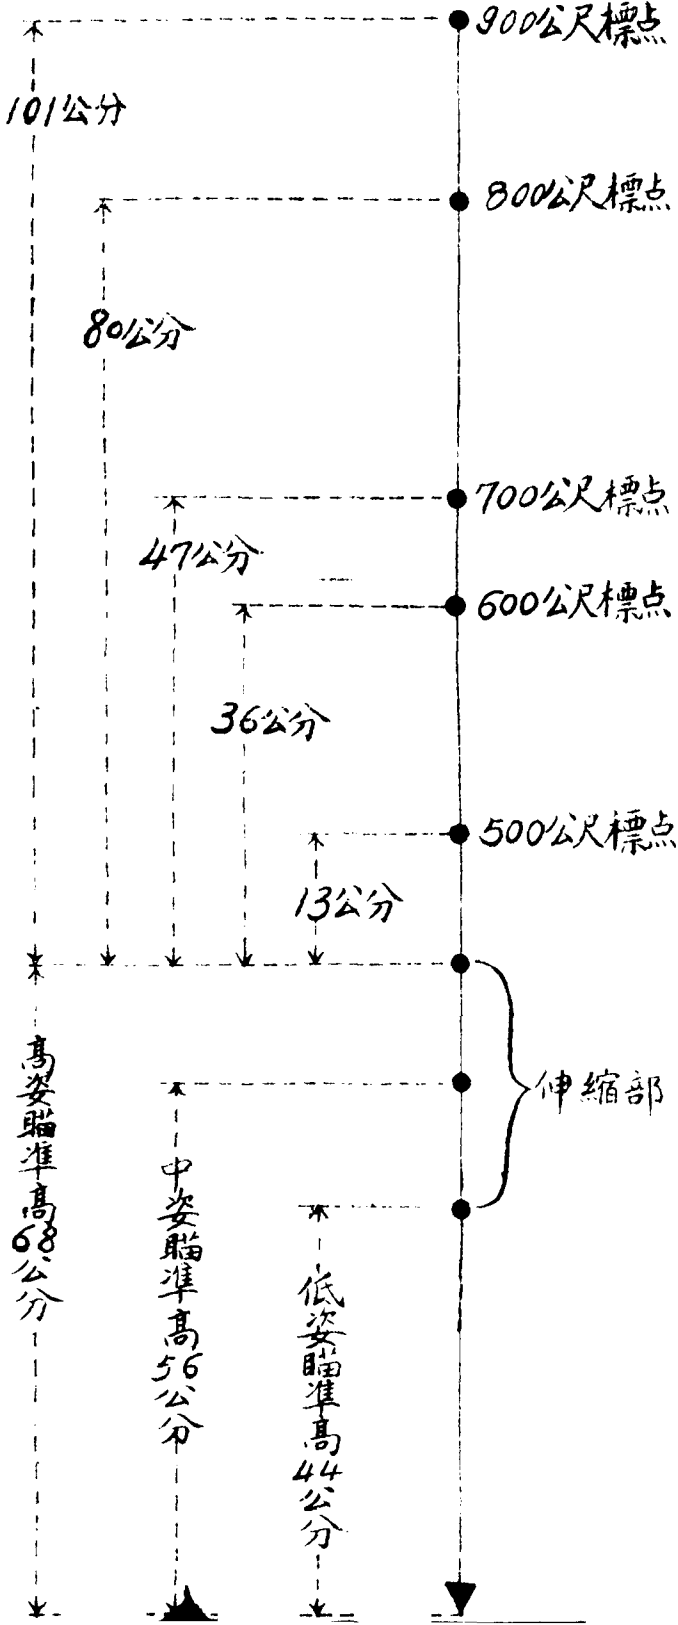 900公尺標点
101公分
800公尺標点
80公分
700公尺標点
47公分
600公尺標点
36公分
500公尺標点
13公分
伸縮部
高姿瞄準高68公分
中姿瞄準高56公分
低姿瞄準高44公分